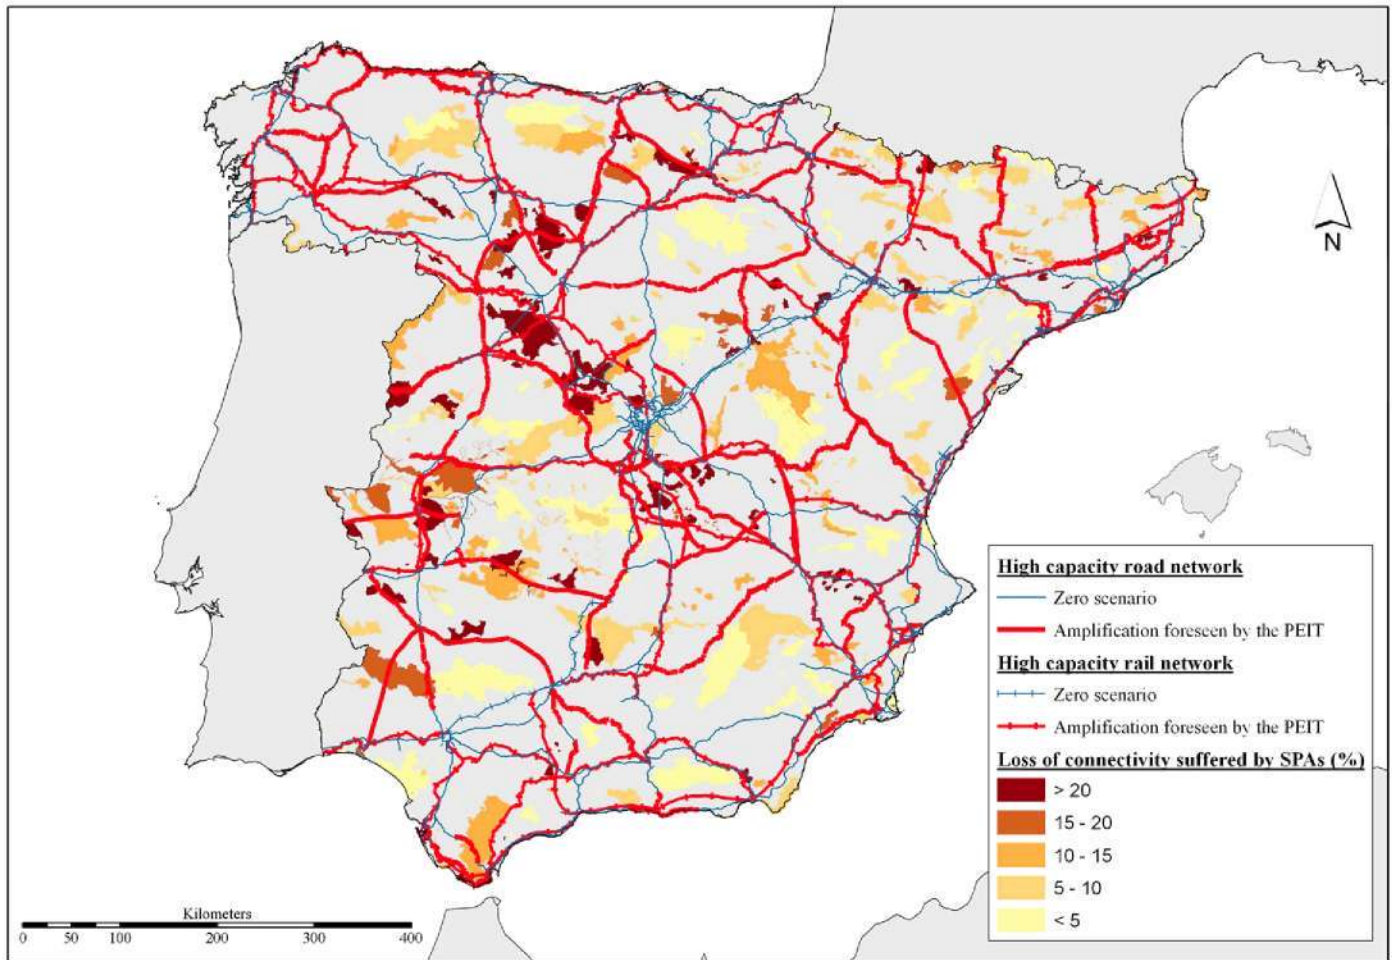 N
High capacity road network
Zero scenario
Amplification foreseen by the PEIT
High capacity rail network
Zero scenario
Amplification foreseen by the PEIT
Loss of connectivity suffered by SPAs (%)
> 20
15 - 20
10 - 15
5 - 10
< 5
Kilometers
0 50 100 200 300 400